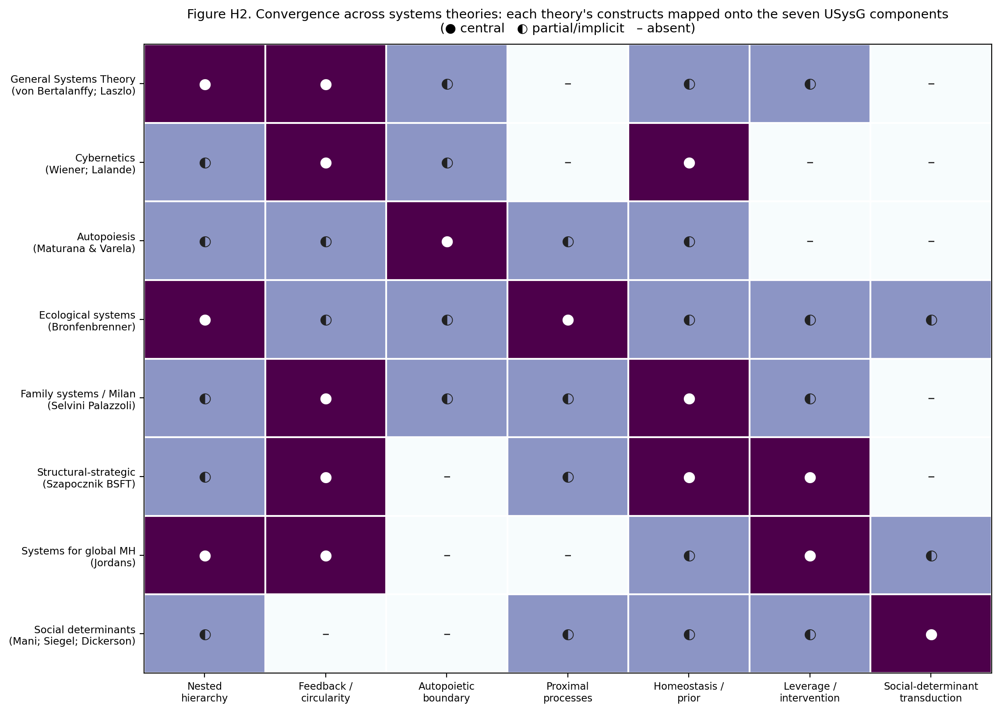 Figure H2. Convergence across systems theories: each theory's constructs mapped onto the seven USysG components
(● central ◐ partial/implicit – absent)
General Systems Theory
(von Bertalanffy; Laszlo)
● ● ◐ – ◐ ◐ –
Cybernetics
(Wiener; Lalande)
◐ ● ◐ – ● – –
Autopoiesis
(Maturana & Varela)
◐ ◐ ● ◐ ◐ – –
Ecological systems
(Bronfenbrenner)
● ◐ ◐ ● ◐ ◐ ◐
Family systems / Milan
(Selvini Palazzoli)
◐ ● ◐ ◐ ● ◐ –
Structural-strategic
(Szapocznik BSFT)
◐ ● – ◐ ● ● –
Systems for global MH
(Jordans)
● ● – – ◐ ● ◐
Social determinants
(Mani; Siegel; Dickerson)
◐ – – ◐ ◐ ◐ ●
Nested
hierarchy
Feedback /
circularity
Autopoietic
boundary
Proximal
processes
Homeostasis /
prior
Leverage /
intervention
Social-determinant
transduction